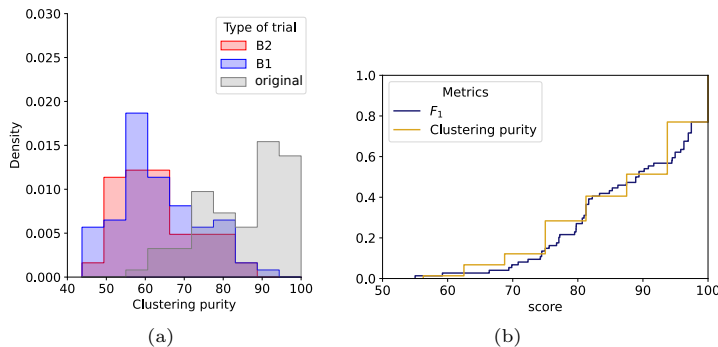 0.030
0.025
0.020
0.015
0.010
0.005
0.000
Density
Type of trial
B2
B1
original
40 50 60 70 80 90 100
Clustering purity
(a)
1.0
0.8
0.6
0.4
0.2
0.0
Metrics
F1
Clustering purity
50 60 70 80 90 100
score
(b)